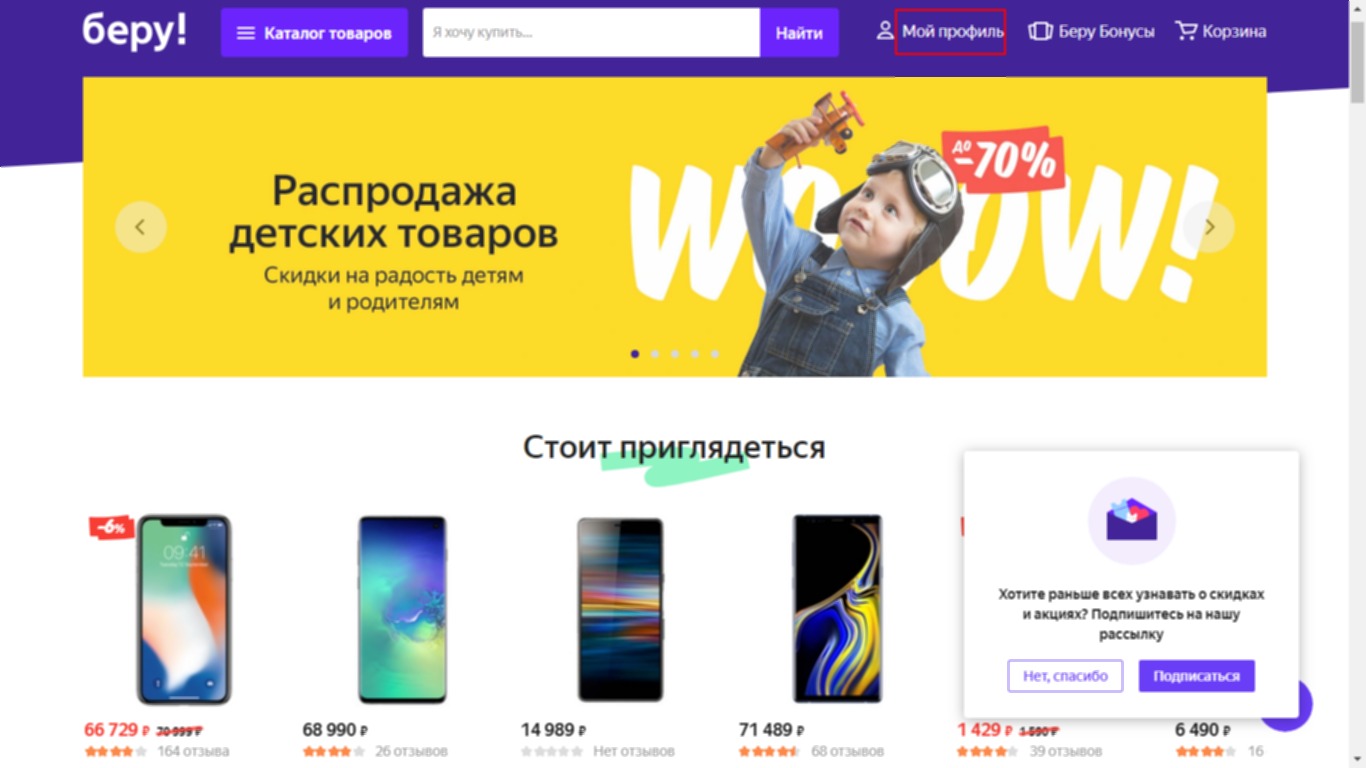 беру!
Каталог товаров
Я хочу купить...
Найти
Мой профиль
Беру Бонусы
Корзина
Распродажа
детских товаров
Скидки на радость детям
и родителям
до
-70%
Стоит приглядеться
-6%
09:41
66 729 ₽ 70 999 ₽
164 отзыва
68 990 ₽
26 отзывов
14 989 ₽
Нет отзывов
71 489 ₽
68 отзывов
1 429 ₽ 1 590 ₽
39 отзывов
6 490 ₽
16
Хотите раньше всех узнавать о скидках
и акциях? Подпишитесь на нашу
рассылку
Нет, спасибо
Подписаться